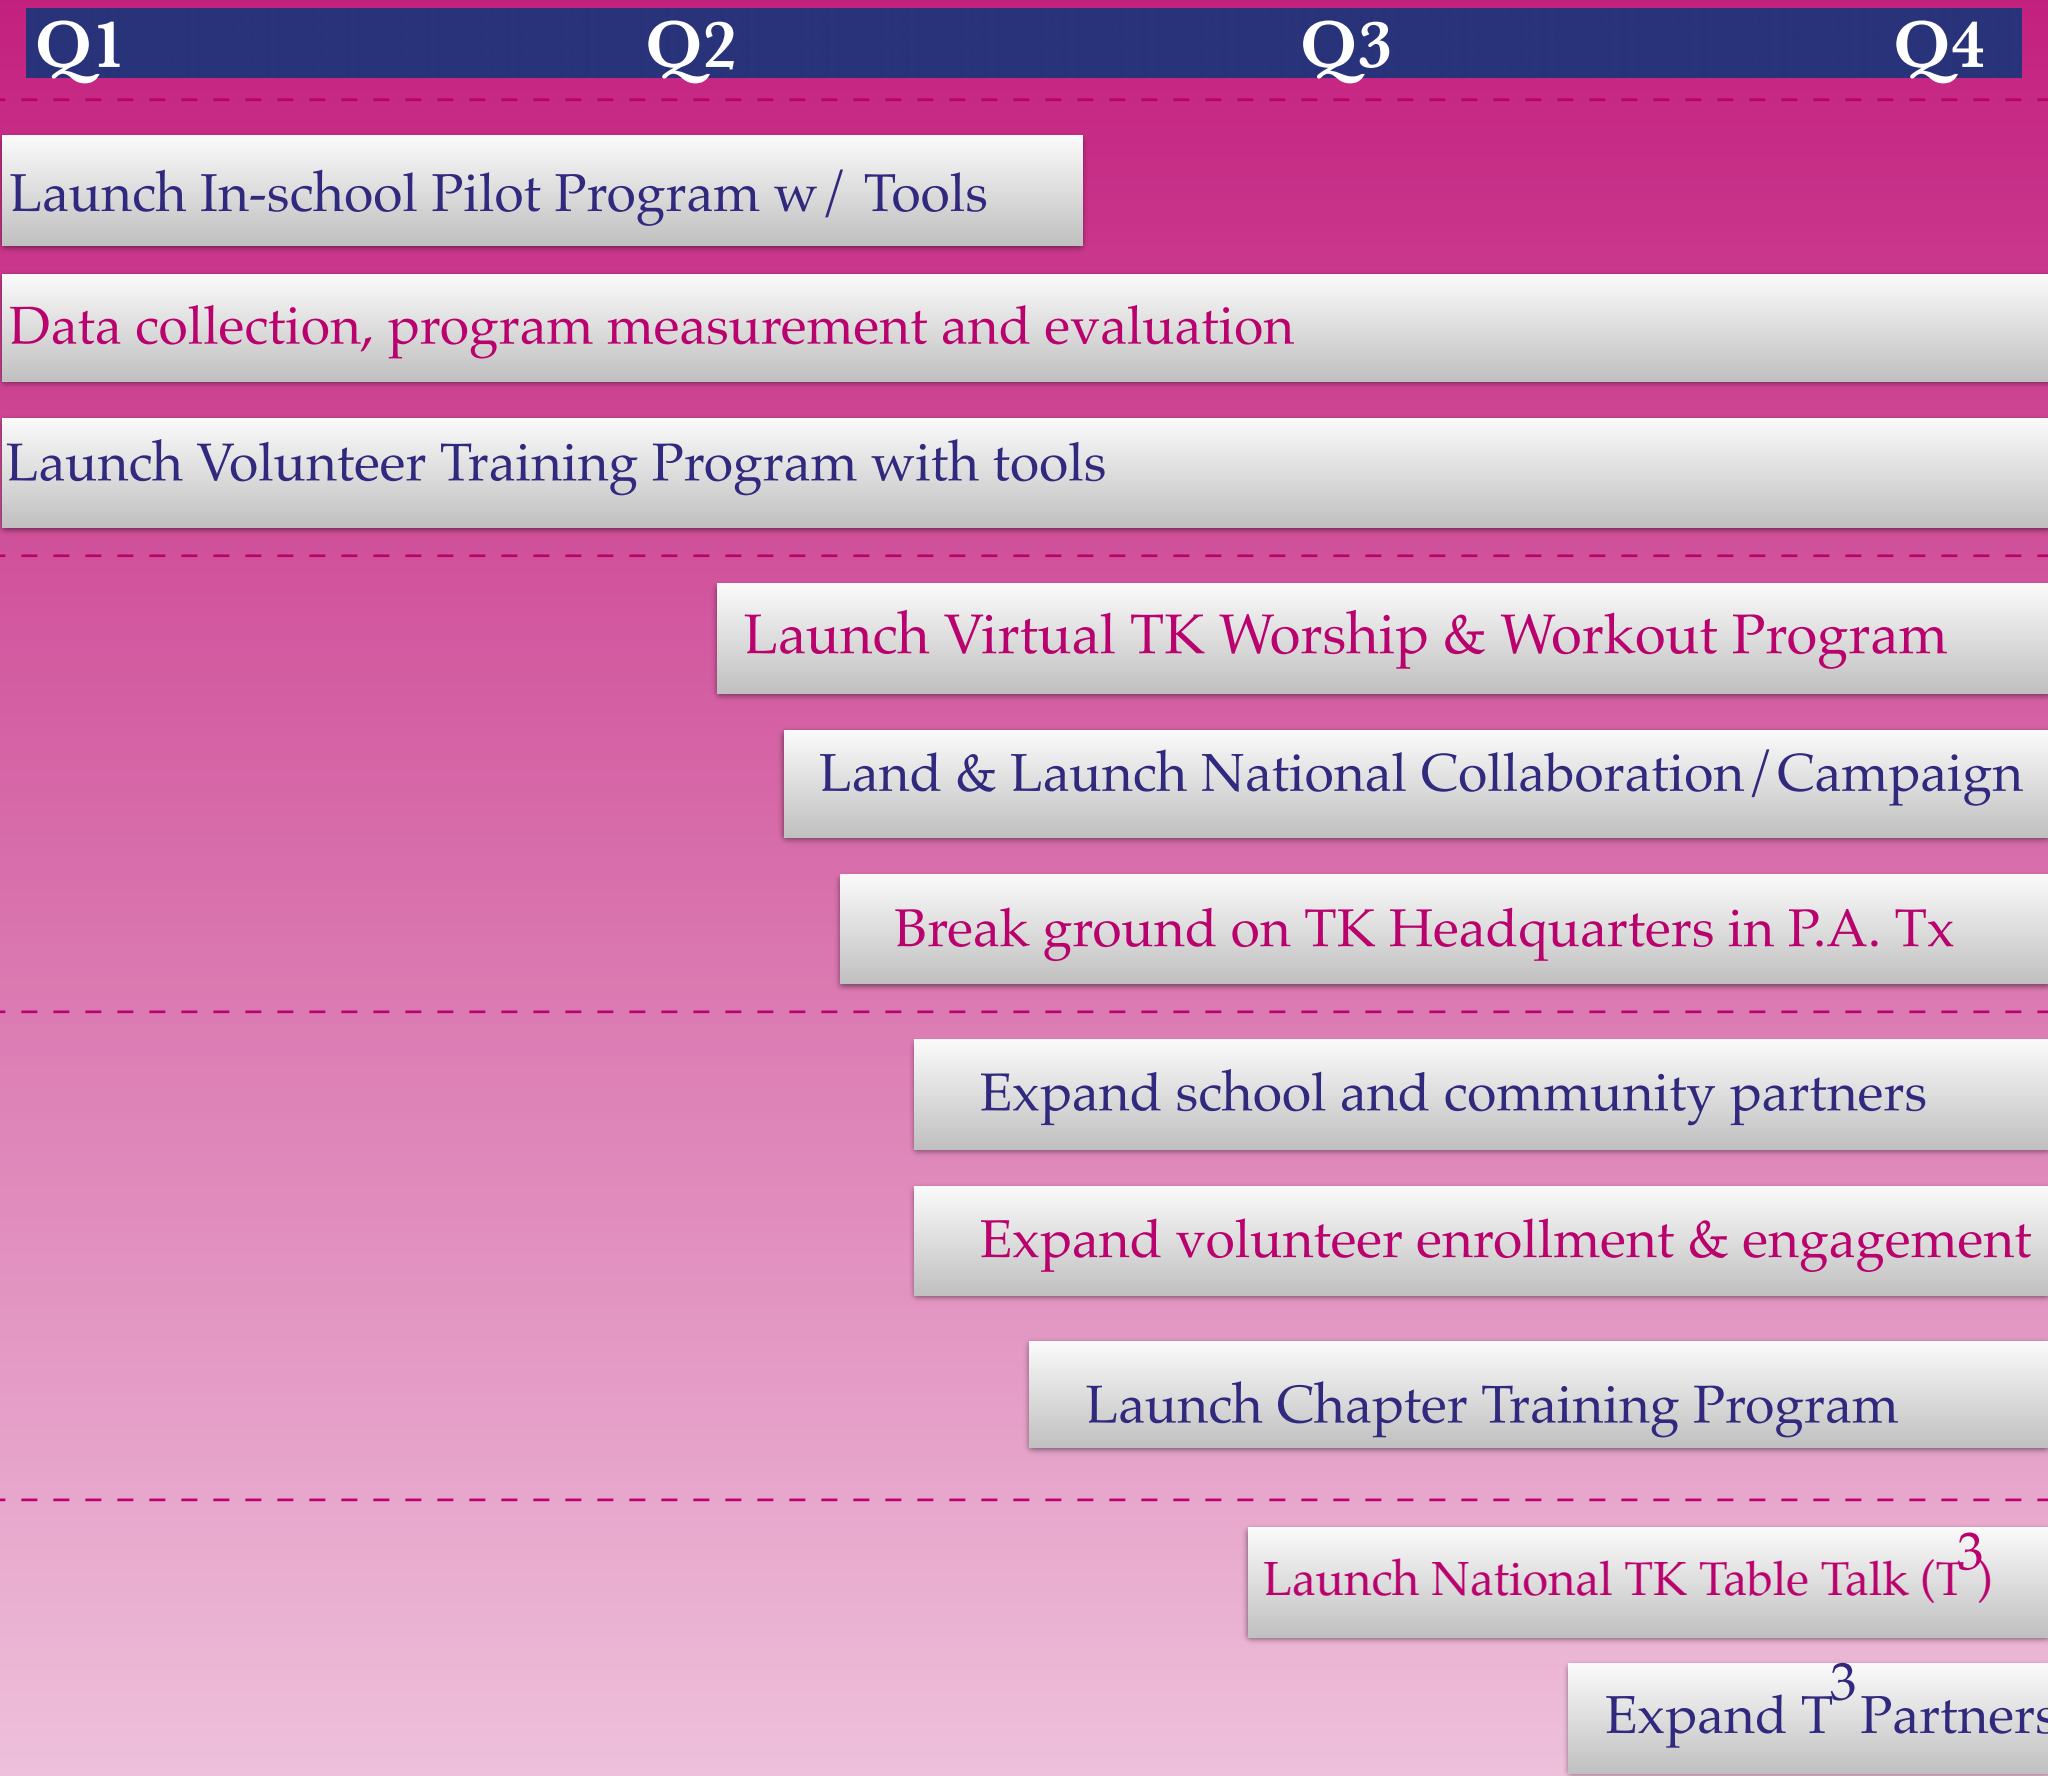 Q1 Q2 Q3 Q4
Launch In-school Pilot Program w/ Tools
Data collection, program measurement and evaluation
Launch Volunteer Training Program with tools
Launch Virtual TK Worship & Workout Program
Land & Launch National Collaboration/Campaign
Break ground on TK Headquarters in P.A. Tx
Expand school and community partners
Expand volunteer enrollment & engagement
Launch Chapter Training Program
Launch National TK Table Talk (T³)
Expand T³ Partners